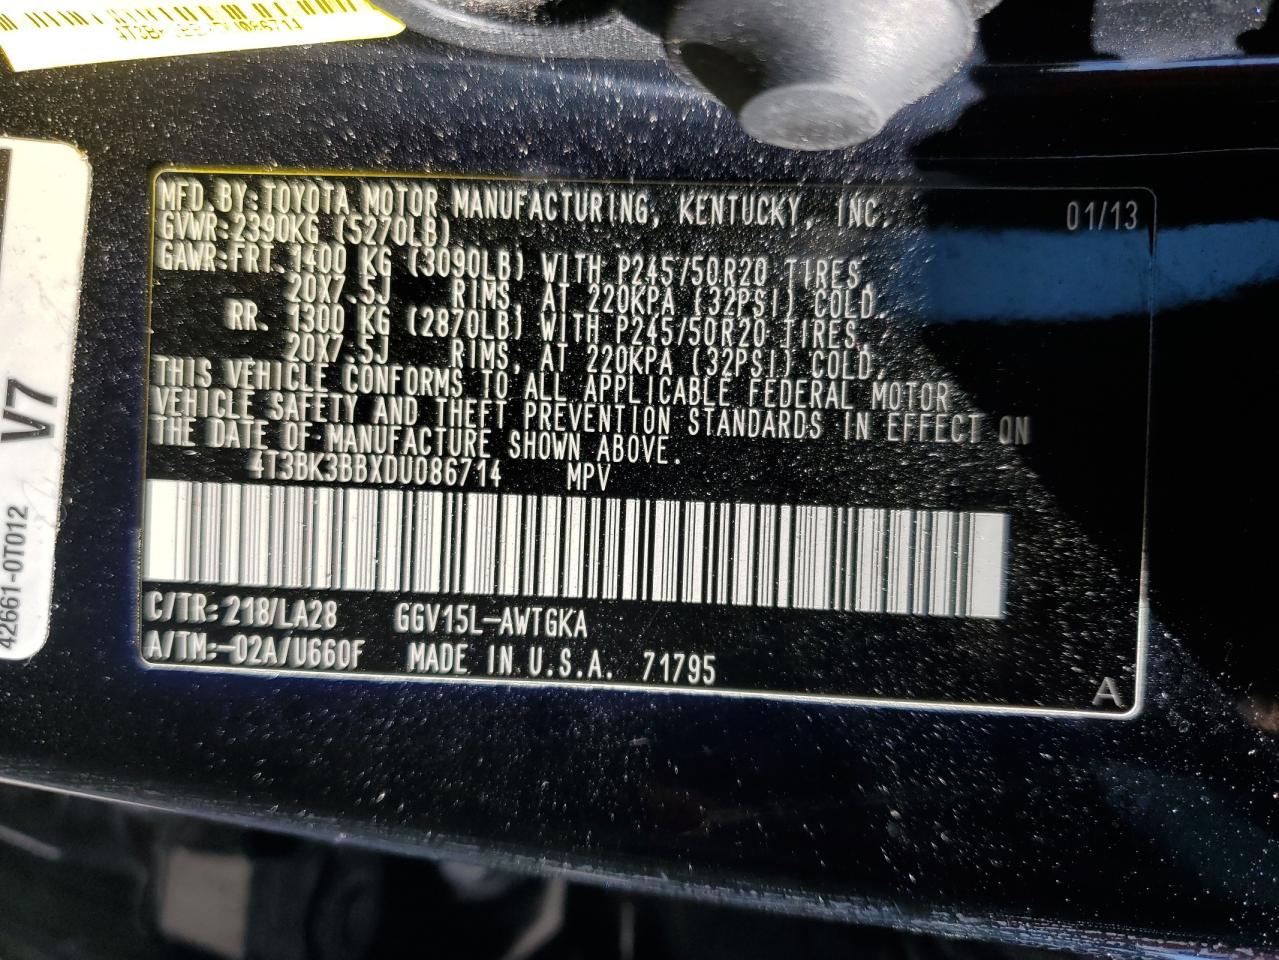 MFD. BY: TOYOTA MOTOR MANUFACTURING, KENTUCKY, INC. 01/13
GVWR: 2390KG (5270LB)
GAWR: FRT. 1400 KG (3090LB) WITH P245/50R20 TIRES,
20X7.5J RIMS, AT 220KPA (32PSI) COLD.
RR. 1300 KG (2870LB) WITH P245/50R20 TIRES,
20X7.5J RIMS, AT 220KPA (32PSI) COLD.
THIS VEHICLE CONFORMS TO ALL APPLICABLE FEDERAL MOTOR
VEHICLE SAFETY AND THEFT PREVENTION STANDARDS IN EFFECT ON
THE DATE OF MANUFACTURE SHOWN ABOVE.
4T3BK3BBXDU086714 MPV
C/TR: 218/LA28 GGV15L-AWTGKA
A/TM: -02A/U660F MADE IN U.S.A. 71795
A
V7
42661-0T012